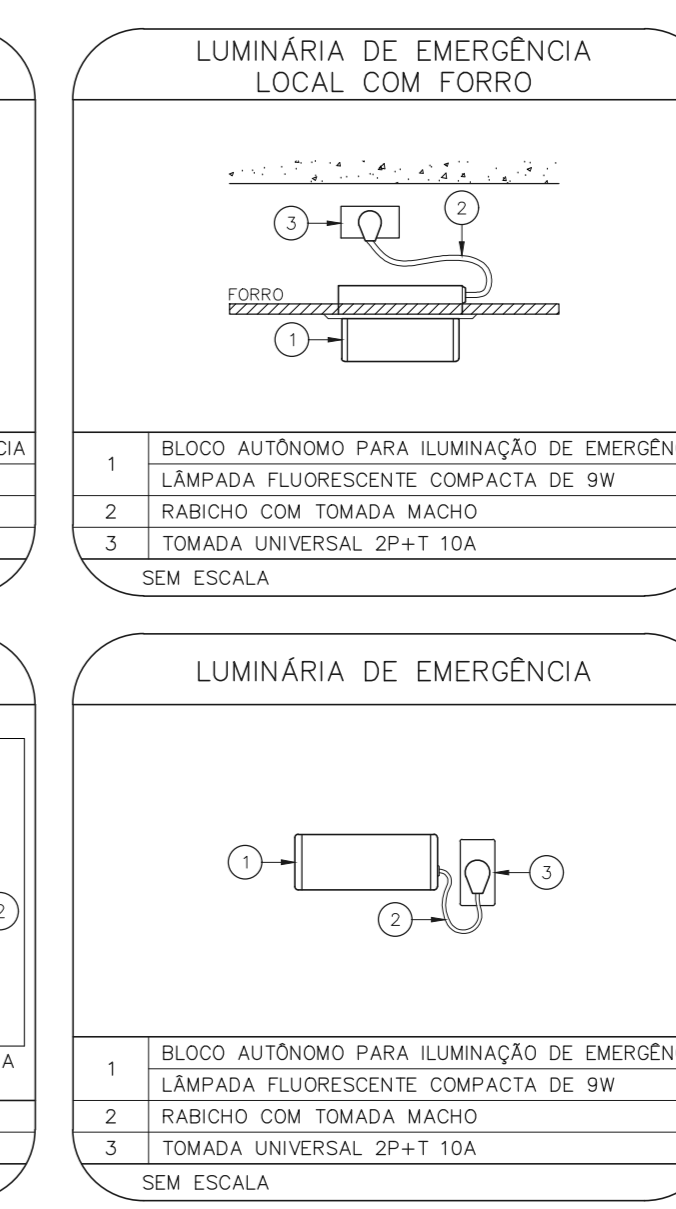 LUMINÁRIA DE EMERGÊNCIA
LOCAL COM FORRO
2
3
FORRO
1
CIA
1
BLOCO AUTÔNOMO PARA ILUMINAÇÃO DE EMERGÊN
LÂMPADA FLUORESCENTE COMPACTA DE 9W
2 RABICHO COM TOMADA MACHO
3 TOMADA UNIVERSAL 2P+T 10A
SEM ESCALA
LUMINÁRIA DE EMERGÊNCIA
1
3
2
2
A
1
BLOCO AUTÔNOMO PARA ILUMINAÇÃO DE EMERGÊN
LÂMPADA FLUORESCENTE COMPACTA DE 9W
2 RABICHO COM TOMADA MACHO
3 TOMADA UNIVERSAL 2P+T 10A
SEM ESCALA